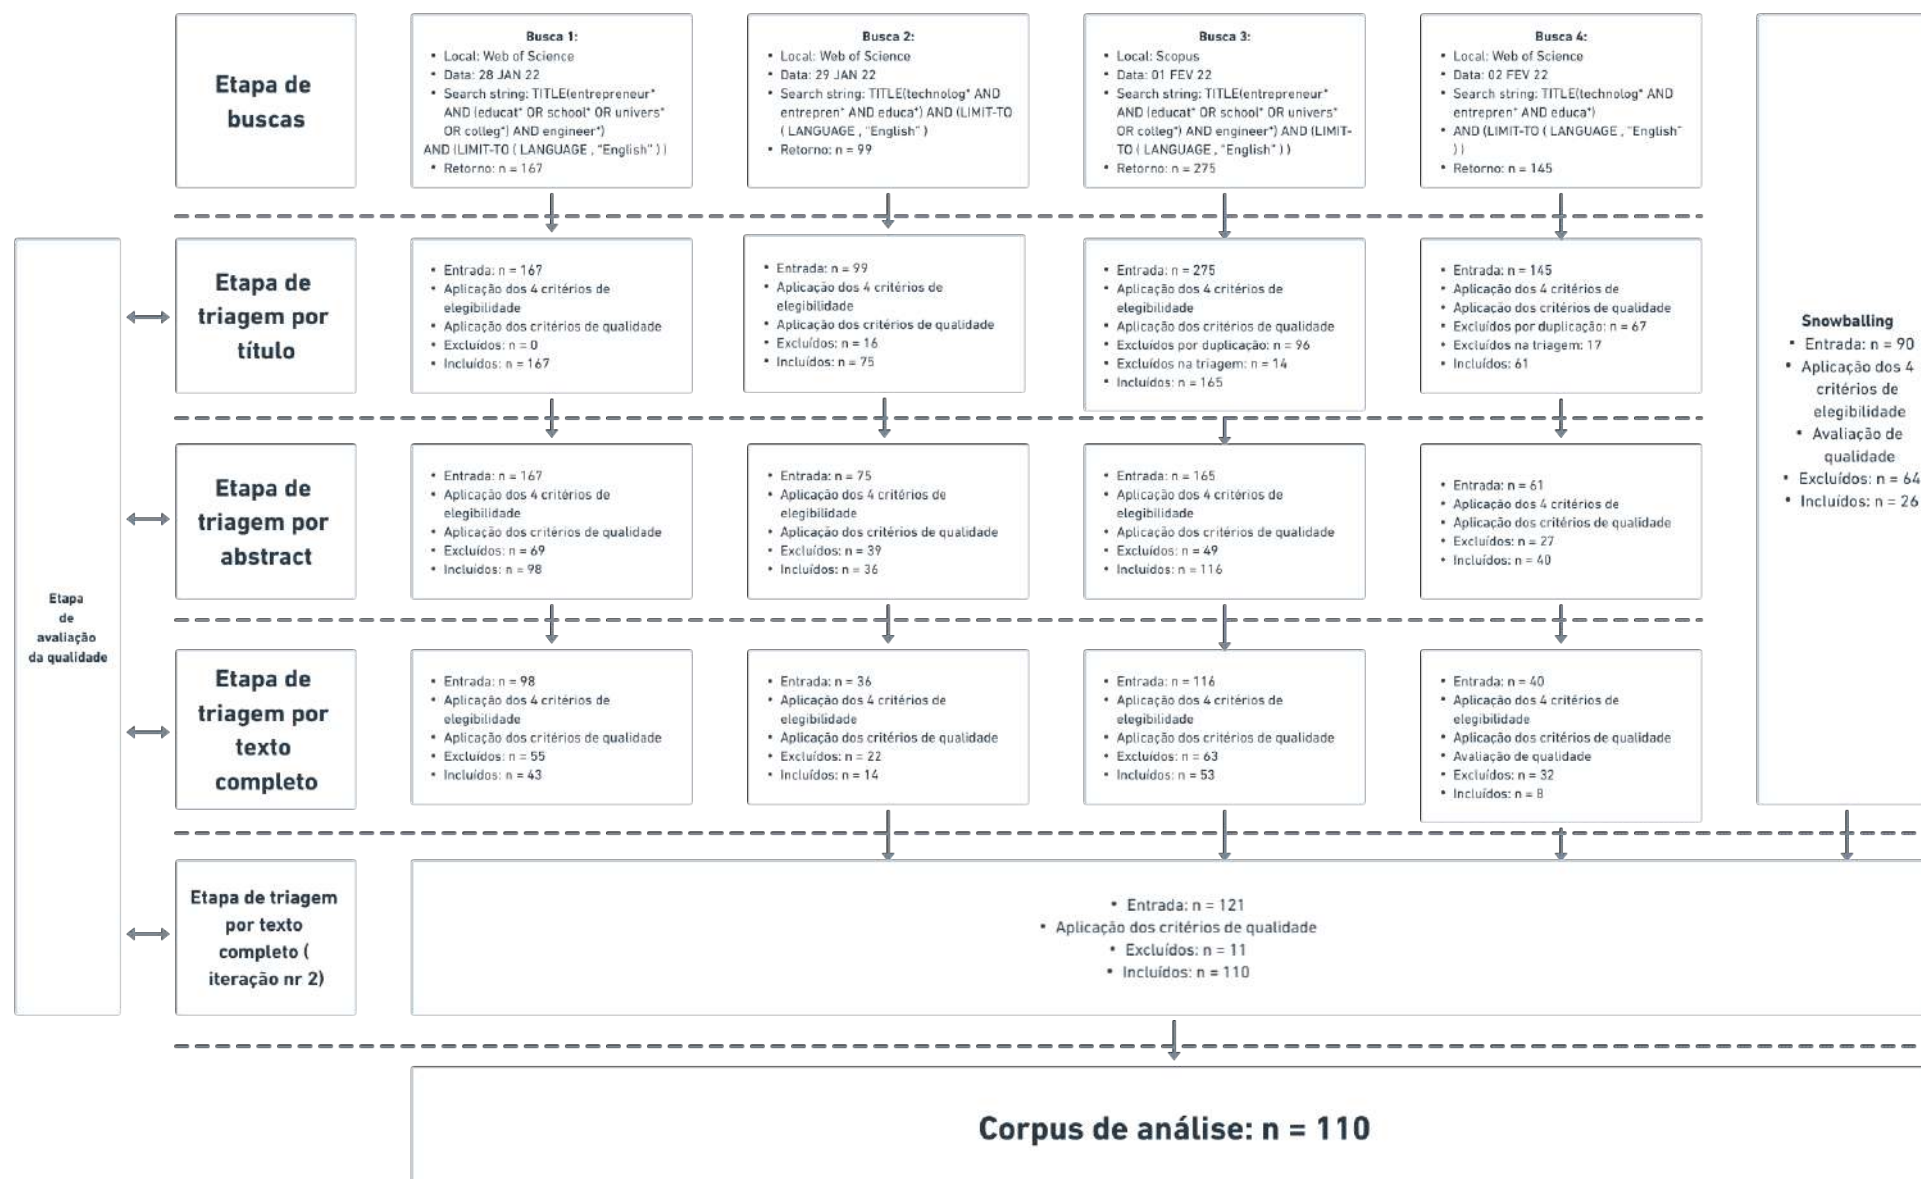 Etapa de
buscas
Busca 1:
• Local: Web of Science
• Data: 28 JAN 22
• Search string: TITLE(entrepreneur*
AND (educat* OR school* OR univers*
OR colleg*) AND engineer*)
AND (LIMIT-TO ( LANGUAGE , "English" ) )
• Retorno: n = 167
Busca 2:
• Local: Web of Science
• Data: 29 JAN 22
• Search string: TITLE(technolog* AND
entrepren* AND educa*) AND (LIMIT-TO
( LANGUAGE , "English" )
• Retorno: n = 99
Busca 3:
• Local: Scopus
• Data: 01 FEV 22
• Search string: TITLE(entrepreneur*
AND (educat* OR school* OR univers*
OR colleg*) AND engineer*) AND (LIMIT-
TO ( LANGUAGE , "English" ) )
• Retorno: n = 275
Busca 4:
• Local: Web of Science
• Data: 02 FEV 22
• Search string: TITLE(technolog* AND
entrepren* AND educa*)
• AND (LIMIT-TO ( LANGUAGE , "English"
) )
• Retorno: n = 145
Etapa de
triagem por
título
• Entrada: n = 167
• Aplicação dos 4 critérios de
elegibilidade
• Aplicação dos critérios de qualidade
• Excluídos: n = 0
• Incluídos: n = 167
• Entrada: n = 99
• Aplicação dos 4 critérios de
elegibilidade
• Aplicação dos critérios de qualidade
• Excluídos: n = 16
• Incluídos: n = 75
• Entrada: n = 275
• Aplicação dos 4 critérios de
elegibilidade
• Aplicação dos critérios de qualidade
• Excluídos por duplicação: n = 96
• Excluídos na triagem: n = 14
• Incluídos: n = 165
• Entrada: n = 145
• Aplicação dos 4 critérios de
• Aplicação dos critérios de qualidade
• Excluídos por duplicação: n = 67
• Excluídos na triagem: 17
• Incluídos: 61
Snowballing
• Entrada: n = 90
• Aplicação dos 4
critérios de
elegibilidade
• Avaliação de
qualidade
• Excluídos: n = 64
• Incluídos: n = 26
Etapa de
triagem por
abstract
• Entrada: n = 167
• Aplicação dos 4 critérios de
elegibilidade
• Aplicação dos critérios de qualidade
• Excluídos: n = 69
• Incluídos: n = 98
• Entrada: n = 75
• Aplicação dos 4 critérios de
elegibilidade
• Aplicação dos critérios de qualidade
• Excluídos: n = 39
• Incluídos: n = 36
• Entrada: n = 165
• Aplicação dos 4 critérios de
elegibilidade
• Aplicação dos critérios de qualidade
• Excluídos: n = 49
• Incluídos: n = 116
• Entrada: n = 61
• Aplicação dos 4 critérios de
• Aplicação dos critérios de qualidade
• Excluídos: n = 27
• Incluídos: n = 40
Etapa
de
avaliação
da qualidade
Etapa de
triagem por
texto
completo
• Entrada: n = 98
• Aplicação dos 4 critérios de
elegibilidade
• Aplicação dos critérios de qualidade
• Excluídos: n = 55
• Incluídos: n = 43
• Entrada: n = 36
• Aplicação dos 4 critérios de
elegibilidade
• Aplicação dos critérios de qualidade
• Excluídos: n = 22
• Incluídos: n = 14
• Entrada: n = 116
• Aplicação dos 4 critérios de
elegibilidade
• Aplicação dos critérios de qualidade
• Excluídos: n = 63
• Incluídos: n = 53
• Entrada: n = 40
• Aplicação dos 4 critérios de
elegibilidade
• Aplicação dos critérios de qualidade
• Avaliação de qualidade
• Excluídos: n = 32
• Incluídos: n = 8
Etapa de triagem
por texto
completo (
iteração nr 2)
• Entrada: n = 121
• Aplicação dos critérios de qualidade
• Excluídos: n = 11
• Incluídos: n = 110
Corpus de análise: n = 110